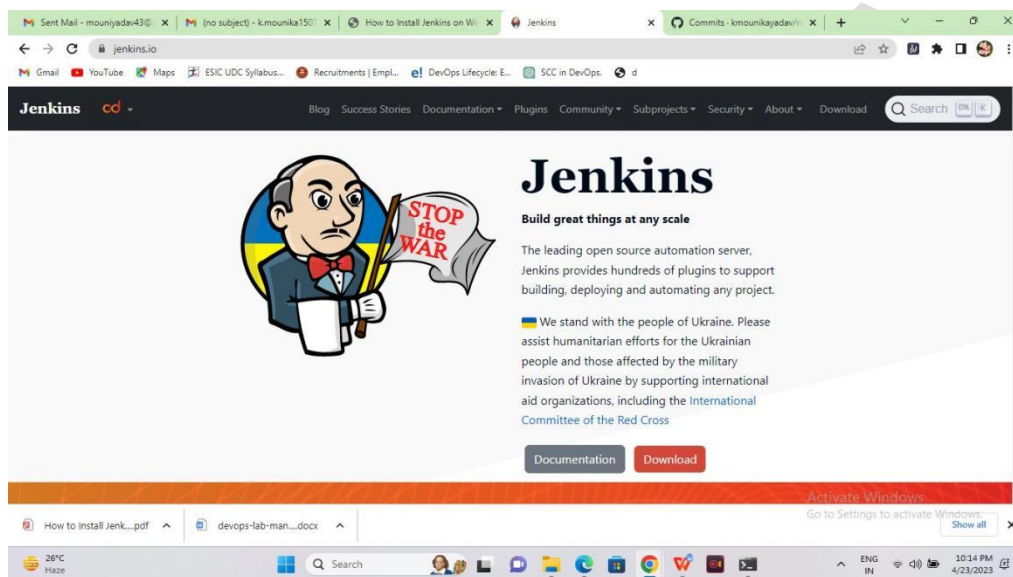 Sent Mail - mouniyadav43@
(no subject) - k.mounika150
How to Install Jenkins on Wi
Jenkins
Commits · kmounikayadav/
jenkins.io
Gmail
YouTube
Maps
ESIC UDC Syllabus...
Recruitments | Empl...
DevOps Lifecycle: E...
SCC in DevOps.
d
Jenkins
cd
Blog
Success Stories
Documentation
Plugins
Community
Subprojects
Security
About
Download
Search
K
STOP
the
WAR
Jenkins
Build great things at any scale
The leading open source automation server,
Jenkins provides hundreds of plugins to support
building, deploying and automating any project.
We stand with the people of Ukraine. Please
assist humanitarian efforts for the Ukrainian
people and those affected by the military
invasion of Ukraine by supporting international
aid organizations, including the International
Committee of the Red Cross
Documentation
Download
Activate Windows
Go to Settings to activate Windows.
How to Install Jenk....pdf
devops-lab-man....docx
Show all
26°C
Haze
Search
ENG
IN
10:14 PM
4/23/2023